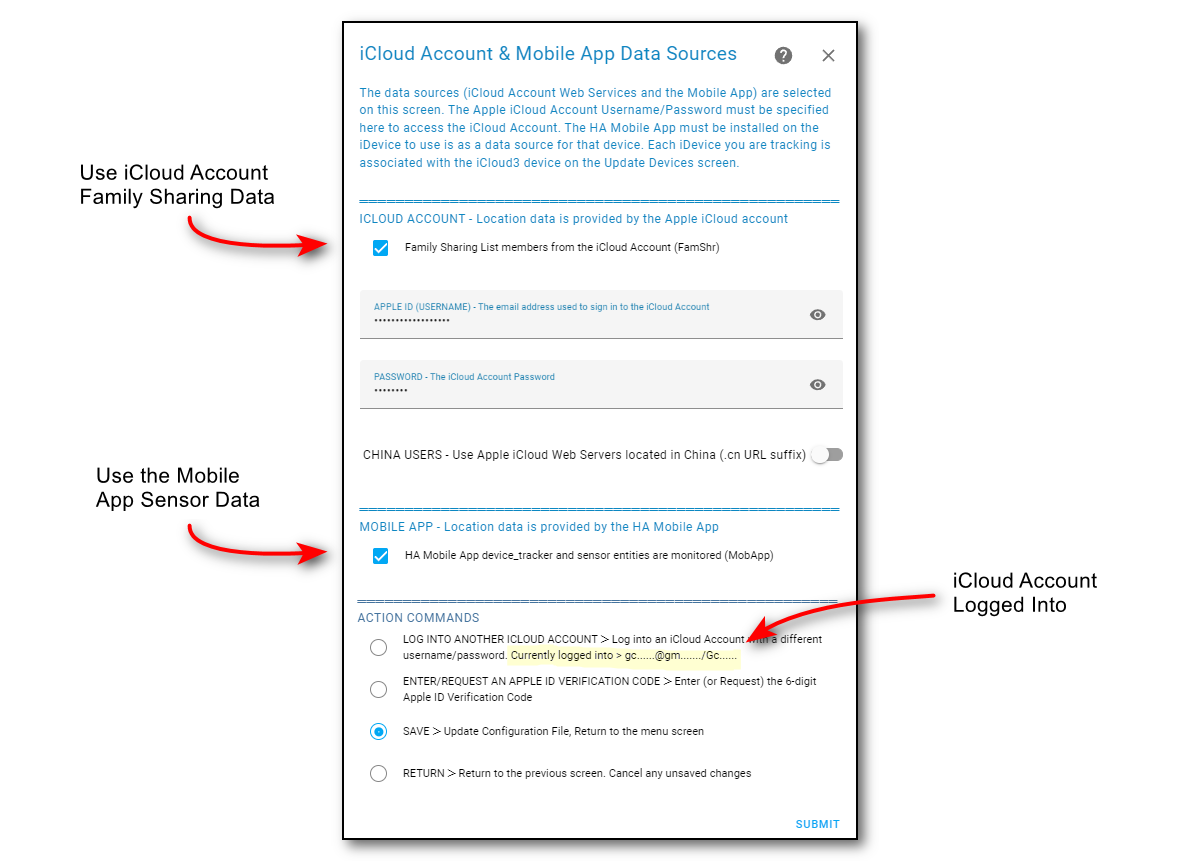 iCloud Account & Mobile App Data Sources
The data sources (iCloud Account Web Services and the Mobile App) are selected
on this screen. The Apple iCloud Account Username/Password must be specified
here to access the iCloud Account. The HA Mobile App must be installed on the
iDevice to use is as a data source for that device. Each iDevice you are tracking is
associated with the iCloud3 device on the Update Devices screen.
Use iCloud Account
Family Sharing Data
ICLOUD ACCOUNT - Location data is provided by the Apple iCloud account
Family Sharing List members from the iCloud Account (FamShr)
APPLE ID (USERNAME) - The email address used to sign in to the iCloud Account
••••••••••••••••••
PASSWORD - The iCloud Account Password
••••••••
CHINA USERS - Use Apple iCloud Web Servers located in China (.cn URL suffix)
Use the Mobile
App Sensor Data
MOBILE APP - Location data is provided by the HA Mobile App
HA Mobile App device_tracker and sensor entities are monitored (MobApp)
iCloud Account
Logged Into
ACTION COMMANDS
LOG INTO ANOTHER ICLOUD ACCOUNT > Log into an iCloud Account with a different
username/password. Currently logged into > gc......@gm......./Gc......
ENTER/REQUEST AN APPLE ID VERIFICATION CODE > Enter (or Request) the 6-digit
Apple ID Verification Code
SAVE > Update Configuration File, Return to the menu screen
RETURN > Return to the previous screen. Cancel any unsaved changes
SUBMIT